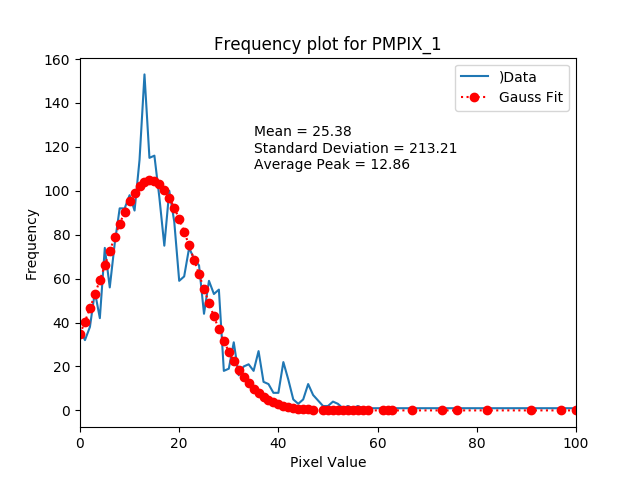 Frequency plot for PMPIX_1
)Data
Gauss Fit
Mean = 25.38
Standard Deviation = 213.21
Average Peak = 12.86
Frequency
160
140
120
100
80
60
40
20
0
0 20 40 60 80 100
Pixel Value